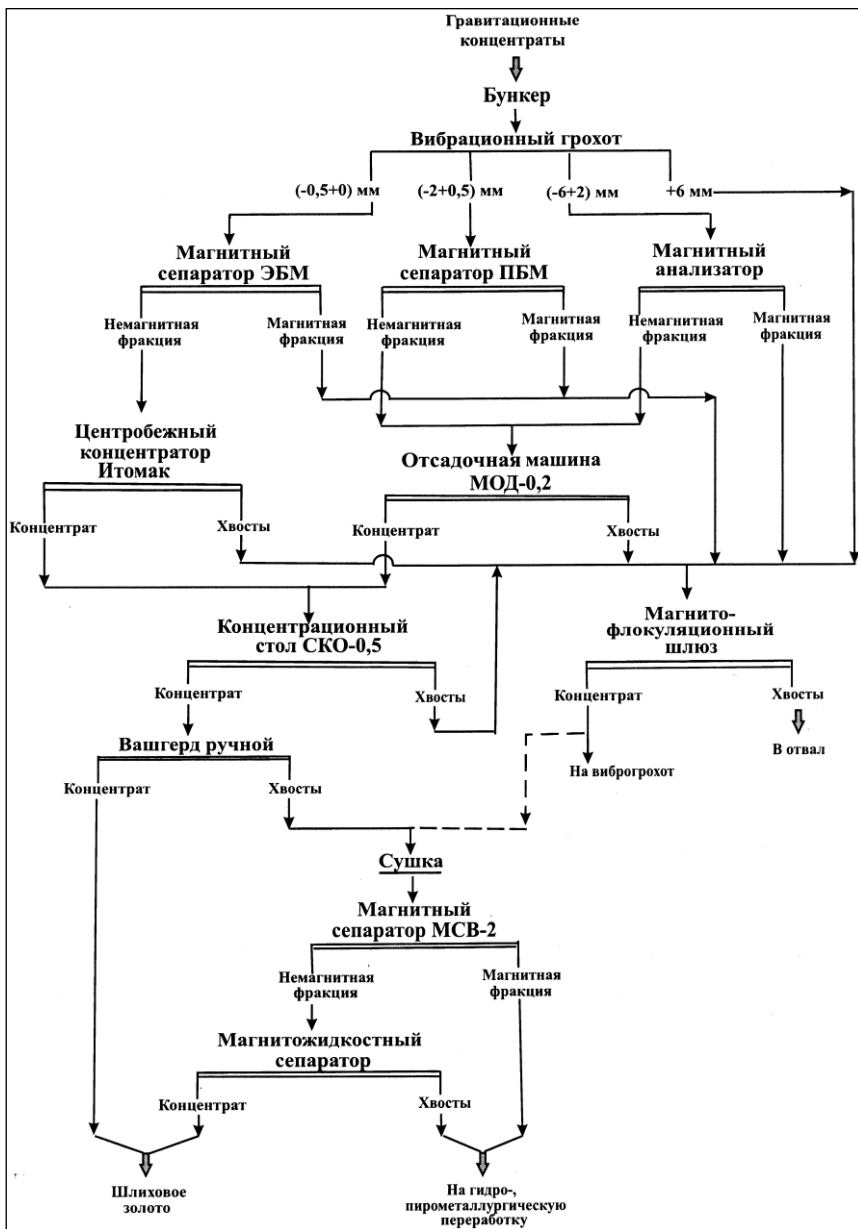 Гравитационные
концентраты
Бункер
Вибрационный грохот
(-0,5+0) мм
(-2+0,5) мм
(-6+2) мм
+6 мм
Магнитный
сепаратор ЭБМ
Магнитный
сепаратор ПБМ
Магнитный
анализатор
Немагнитная
фракция
Магнитная
фракция
Немагнитная
фракция
Магнитная
фракция
Немагнитная
фракция
Магнитная
фракция
Центробежный
концентратор
Итомак
Отсадочная машина
МОД-0,2
Концентрат
Хвосты
Концентрат
Хвосты
Концентрационный
стол СКО-0,5
Магнито-
флокуляционный
шлюз
Концентрат
Хвосты
Концентрат
Хвосты
Вашгерд ручной
На виброгрохот
В отвал
Концентрат
Хвосты
Сушка
Магнитный
сепаратор МСВ-2
Немагнитная
фракция
Магнитная
фракция
Магнитожидкостный
сепаратор
Концентрат
Хвосты
Шлиховое
золото
На гидро-,
пирометаллургическую
переработку